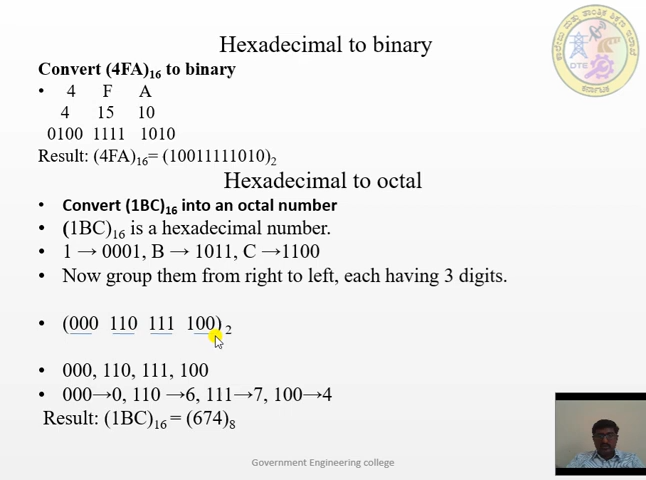 Hexadecimal to binary
Convert (4FA)₁₆ to binary
• 4 F A
4 15 10
0100 1111 1010
Result: (4FA)₁₆= (10011111010)₂
Hexadecimal to octal
• Convert (1BC)₁₆ into an octal number
• (1BC)₁₆ is a hexadecimal number.
• 1 → 0001, B → 1011, C →1100
• Now group them from right to left, each having 3 digits.
• (000 110 111 100)₂
• 000, 110, 111, 100
• 000→0, 110 →6, 111→7, 100→4
Result: (1BC)₁₆ = (674)₈
Government Engineering college
DTE